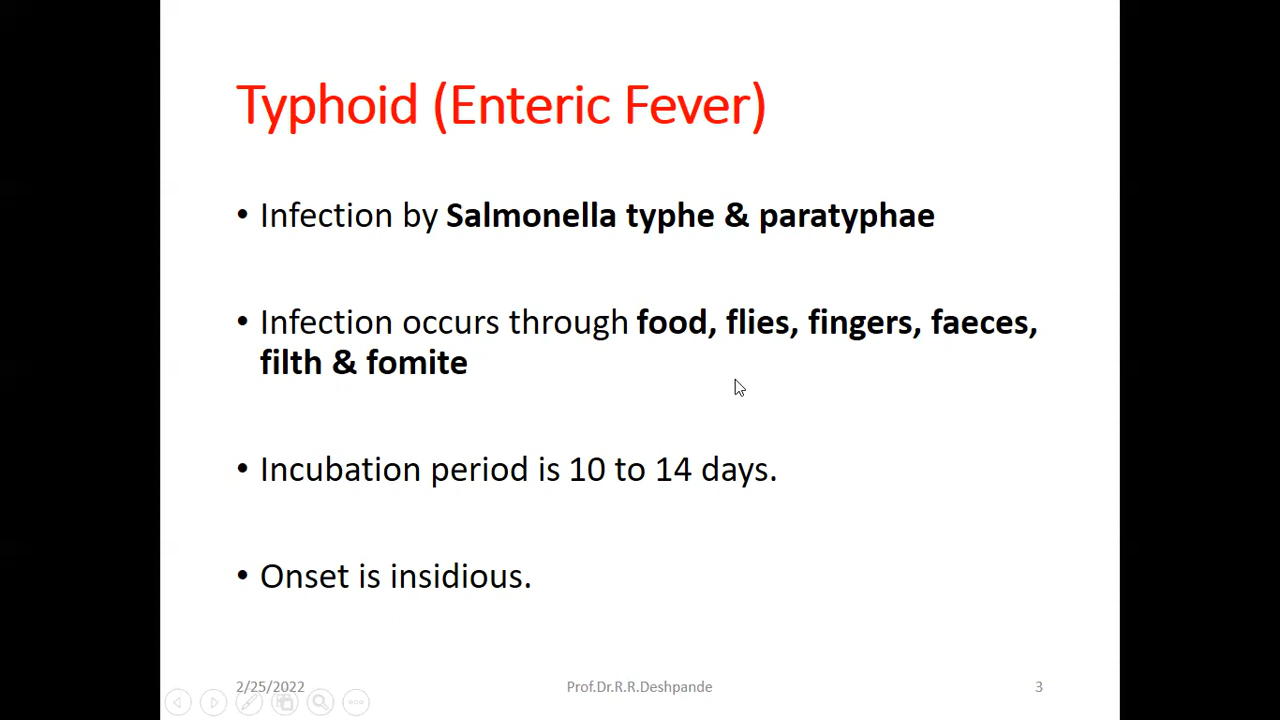 Typhoid (Enteric Fever)
• Infection by Salmonella typhe & paratyphae
• Infection occurs through food, flies, fingers, faeces,
filth & fomite
• Incubation period is 10 to 14 days.
• Onset is insidious.
2/25/2022 Prof.Dr.R.R.Deshpande 3